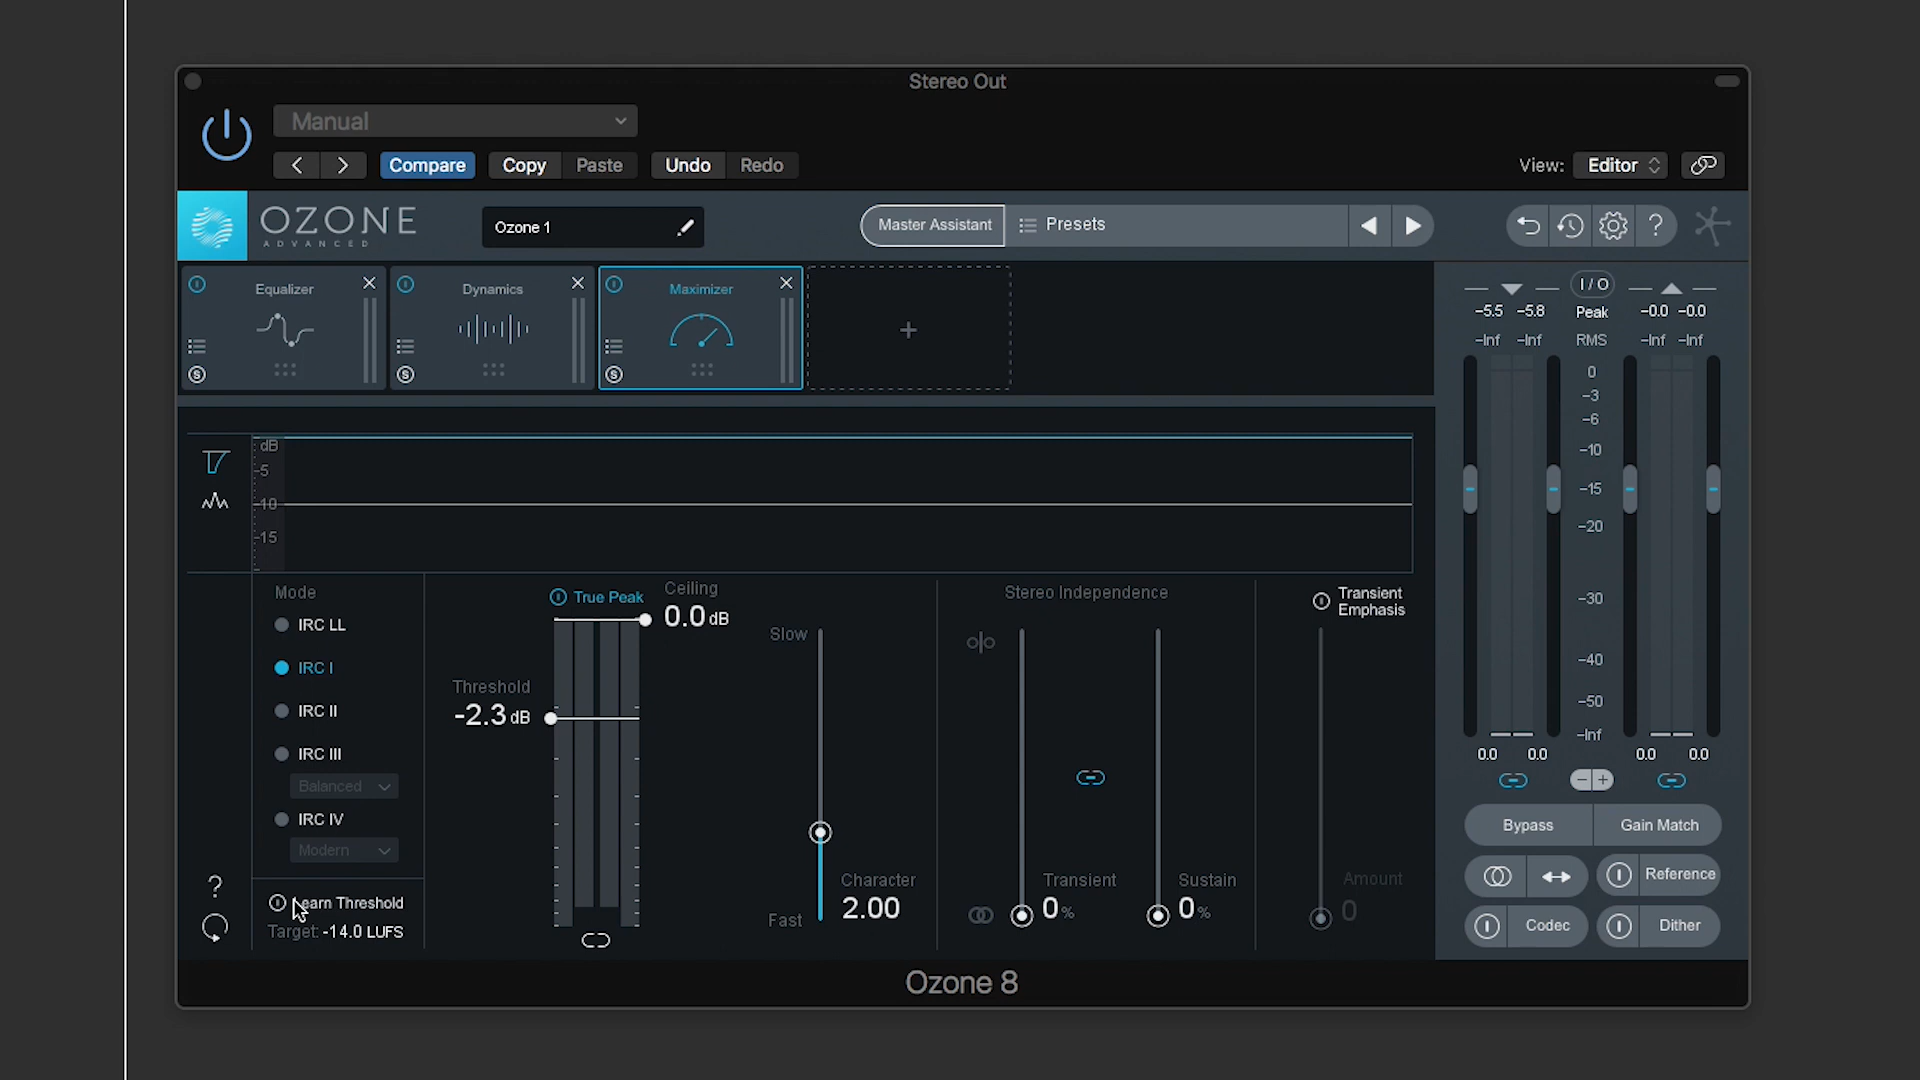 Stereo Out
Manual
Compare
Copy
Paste
Undo
Redo
View:
Editor
OZONE
ADVANCED
Ozone 1
Master Assistant
Presets
?
Equalizer
Dynamics
Maximizer
S
S
S
+
I / O
-5.5 -5.8
Peak
-0.0 -0.0
-Inf -Inf
RMS
-Inf -Inf
0
-3
-6
-10
-15
-20
-30
-40
-50
-Inf
0.0 0.0
0.0 0.0
dB
-5
-10
-15
Mode
IRC LL
IRC I
IRC II
IRC III
Balanced
IRC IV
Modern
Learn Threshold
Target: -14.0 LUFS
?
True Peak
Ceiling
0.0 dB
Threshold
-2.3 dB
Slow
Fast
Character
2.00
Stereo Independence
Transient
0 %
Sustain
0 %
Transient
Emphasis
Amount
0
Bypass
Gain Match
Reference
Codec
Dither
Ozone 8